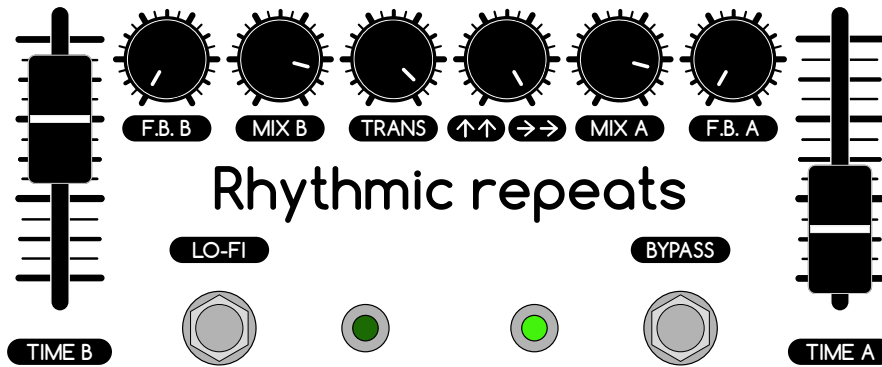 F.B. B MIX B TRANS ↑↑ →→ MIX A F.B. A
Rhythmic repeats
LO-FI BYPASS
TIME B TIME A